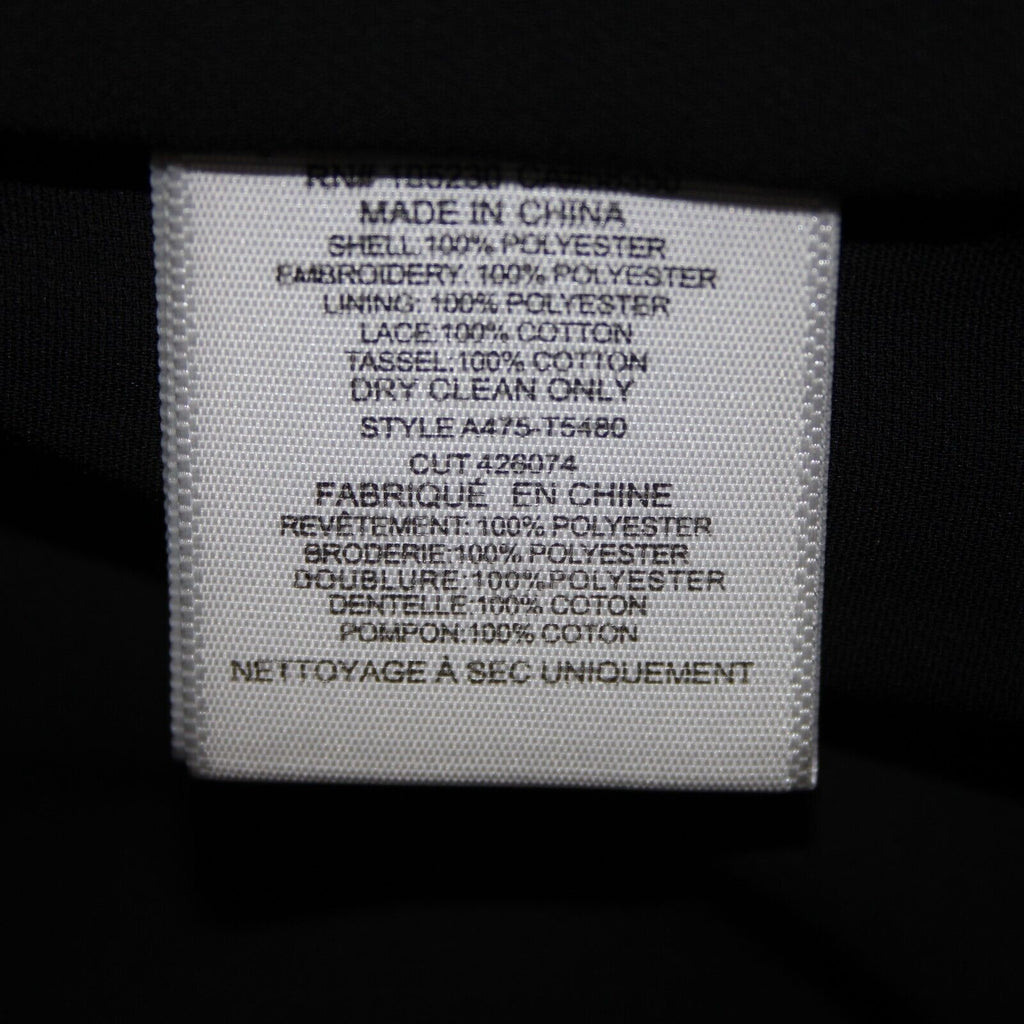 RN#
MADE IN CHINA
SHELL:100% POLYESTER
EMBROIDERY: 100% POLYESTER
LINING: 100% POLYESTER
LACE:100% COTTON
TASSEL:100% COTTON
DRY CLEAN ONLY
STYLE A475-T5480
CUT 426074
FABRIQUÉ EN CHINE
REVÊTEMENT: 100% POLYESTER
BRODERIE:100% POLYESTER
DOUBLURE:100%POLYESTER
DENTELLE:100% COTON
POMPON:100% COTON
NETTOYAGE À SEC UNIQUEMENT